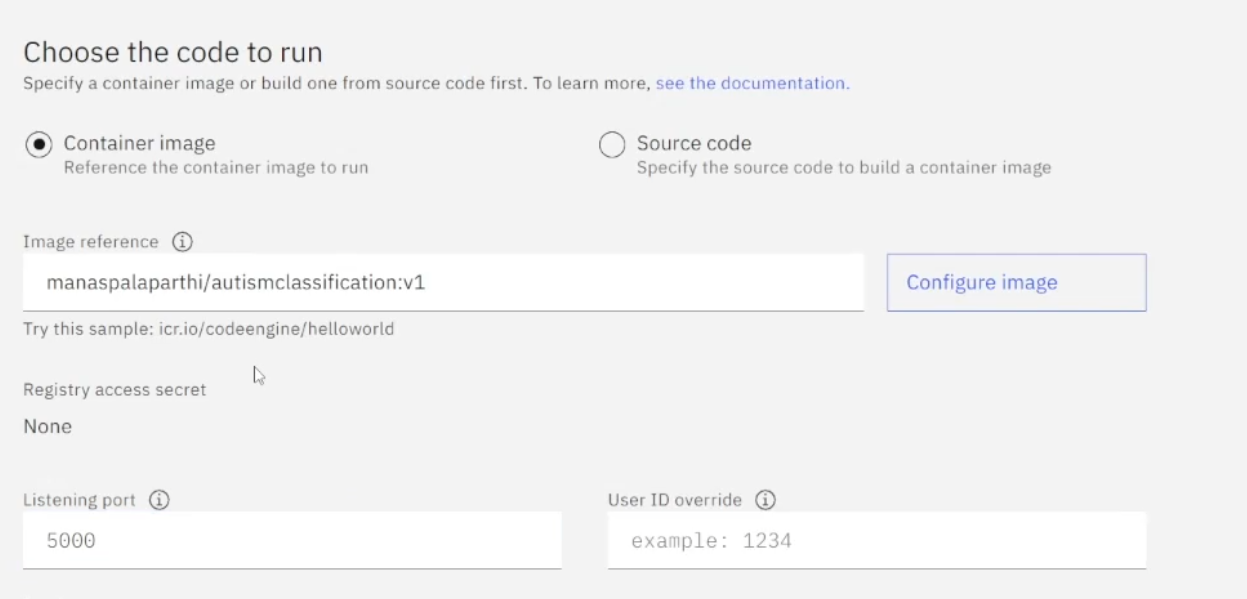 Choose the code to run
Specify a container image or build one from source code first. To learn more, see the documentation.
Container image
Reference the container image to run
Source code
Specify the source code to build a container image
Image reference
manaspalaparthi/autismclassification:v1
Configure image
Try this sample: icr.io/codeengine/helloworld
Registry access secret
None
Listening port
5000
User ID override
example: 1234